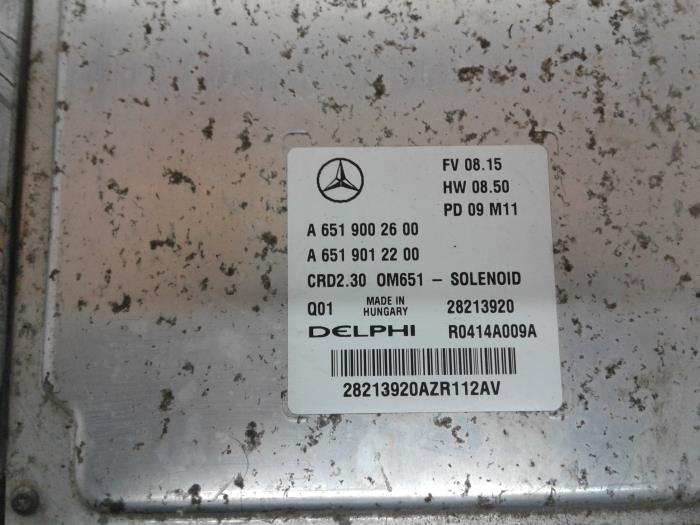 FV 08.15
HW 08.50
PD 09 M11
A 651 900 26 00
A 651 901 22 00
CRD2.30 OM651 – SOLENOID
Q01 MADE IN HUNGARY 28213920
DELPHI R0414A009A
28213920AZR112AV